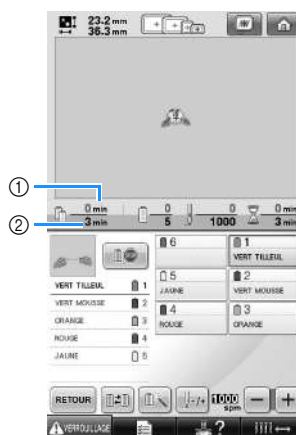 23.2 mm
36.3 mm
①
0 min
0
0
0 min
②
3 min
5
1000
3 min
6
1
VERT TILLEUL
VERT TILLEUL 1
5
JAUNE
2
VERT MOUSSE
VERT MOUSSE 2
ORANGE 3
4
ROUGE
3
ORANGE
ROUGE 4
JAUNE 5
RETOUR
-/+
1000
spm
−
+
VERROUILLAGE
?